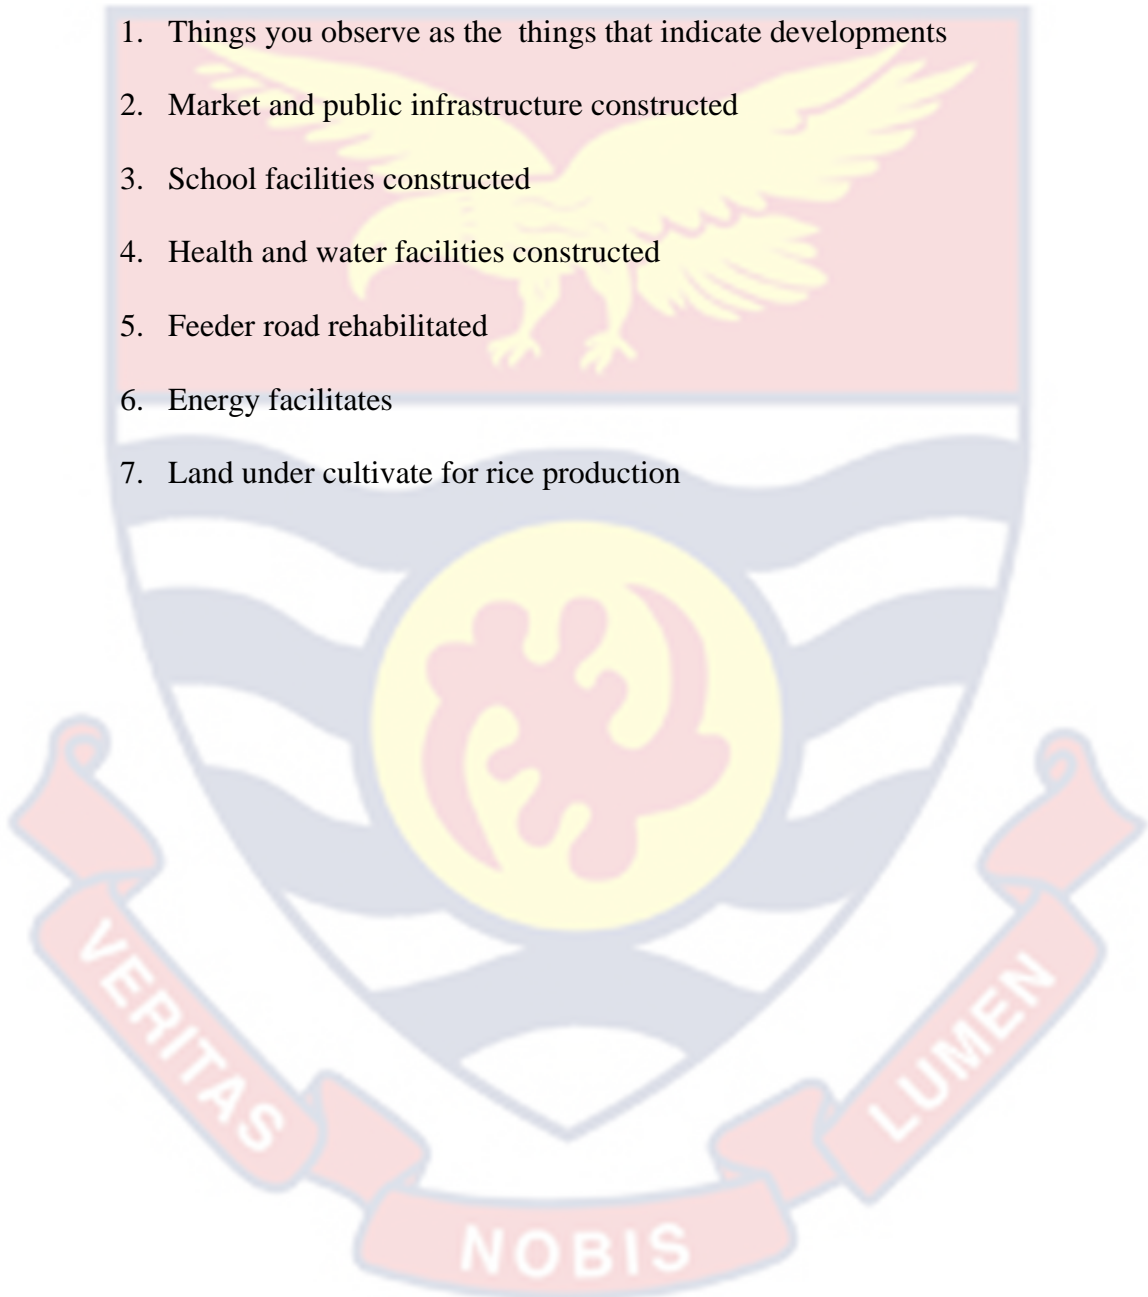 1. Things you observe as the things that indicate developments
2. Market and public infrastructure constructed
3. School facilities constructed
4. Health and water facilities constructed
5. Feeder road rehabilitated
6. Energy facilitates
7. Land under cultivate for rice production
VERITAS
NOBIS
LUMEN